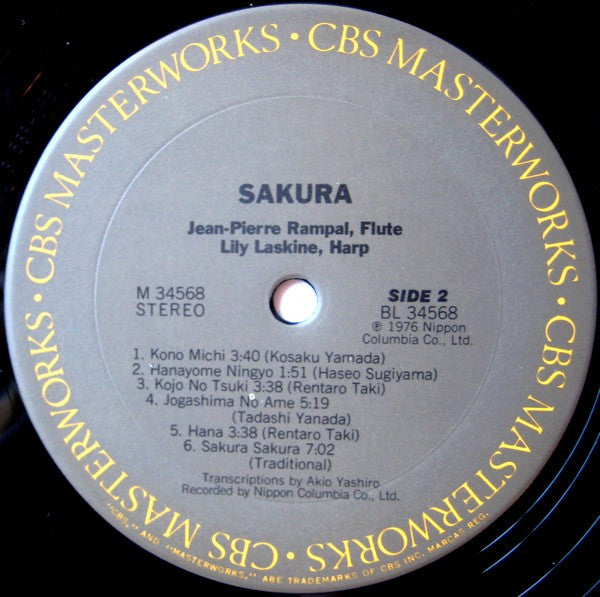 CBS MASTERWORKS • CBS MASTERWORKS • CBS MASTERWORKS • CBS MASTERWORKS • CBS MASTERWORKS •
SAKURA
Jean-Pierre Rampal, Flute
Lily Laskine, Harp
M 34568
STEREO
SIDE 2
BL 34568
℗ 1976 Nippon
Columbia Co., Ltd.
1. Kono Michi 3:40 (Kosaku Yamada)
2. Hanayome Ningyo 1:51 (Haseo Sugiyama)
3. Kojo No Tsuki 3:38 (Rentaro Taki)
4. Jogashima No Ame 5:19
(Tadashi Yanada)
5. Hana 3:38 (Rentaro Taki)
6. Sakura Sakura 7:02
(Traditional)
Transcriptions by Akio Yashiro
Recorded by Nippon Columbia Co., Ltd.
"CBS," AND "MASTERWORKS," ARE TRADEMARKS OF CBS INC. MARCAS REG.